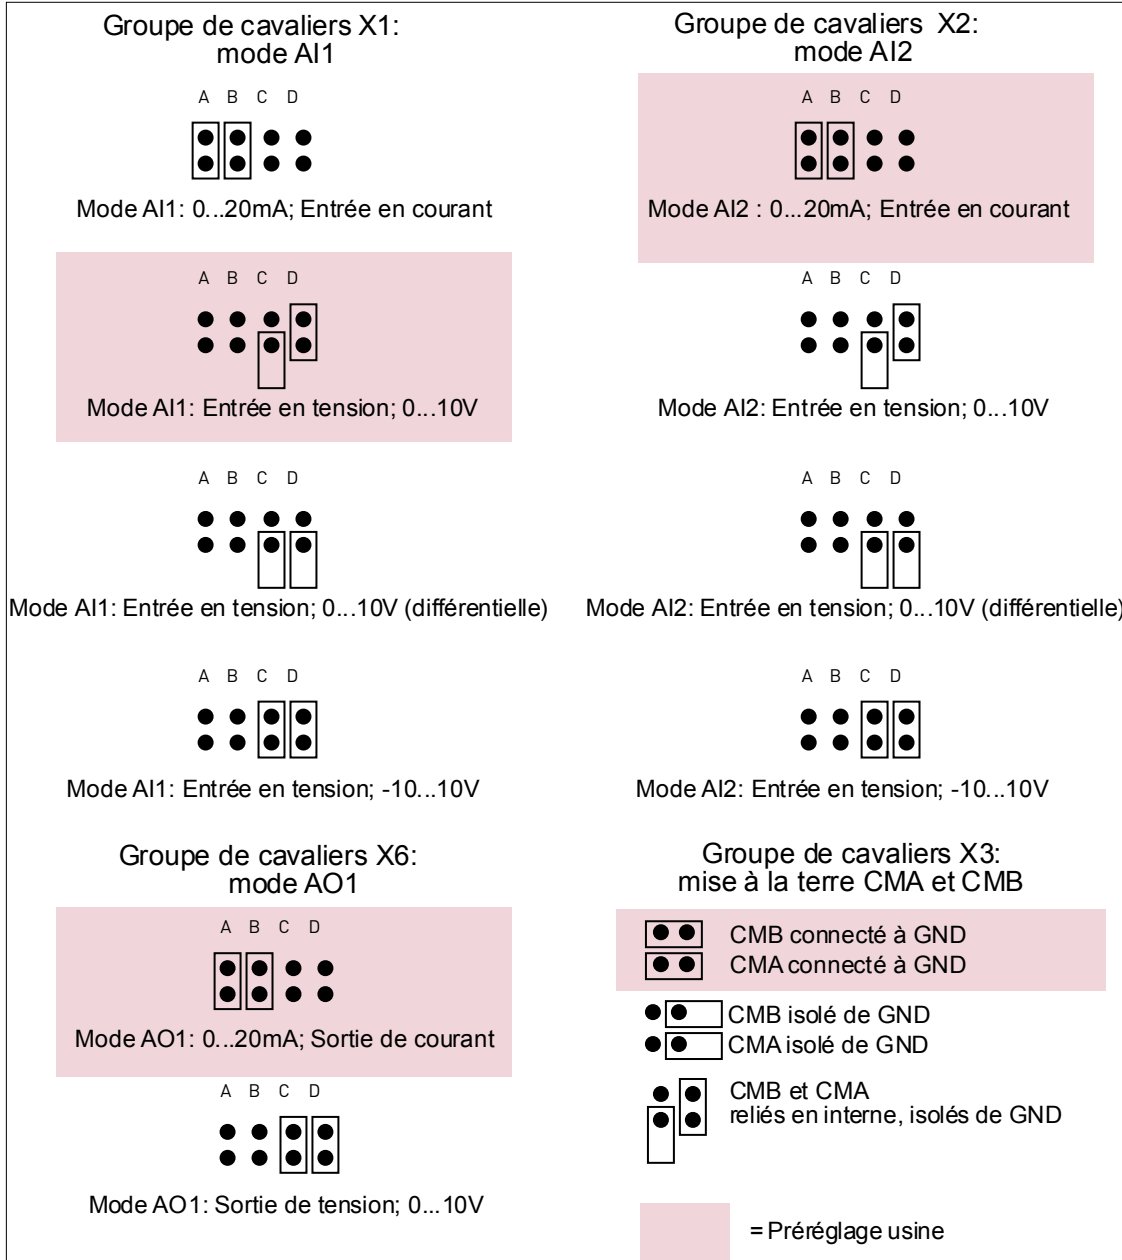 Groupe de cavaliers X1:
mode AI1
A B C D
Mode AI1: 0...20mA; Entrée en courant
A B C D
Mode AI1: Entrée en tension; 0...10V
A B C D
Mode AI1: Entrée en tension; 0...10V (différentielle)
A B C D
Mode AI1: Entrée en tension; -10...10V
Groupe de cavaliers X2:
mode AI2
A B C D
Mode AI2 : 0...20mA; Entrée en courant
A B C D
Mode AI2: Entrée en tension; 0...10V
A B C D
Mode AI2: Entrée en tension; 0...10V (différentielle)
A B C D
Mode AI2: Entrée en tension; -10...10V
Groupe de cavaliers X6:
mode AO1
A B C D
Mode AO1: 0...20mA; Sortie de courant
A B C D
Mode AO1: Sortie de tension; 0...10V
Groupe de cavaliers X3:
mise à la terre CMA et CMB
CMB connecté à GND
CMA connecté à GND
CMB isolé de GND
CMA isolé de GND
CMB et CMA
reliés en interne, isolés de GND
= Préréglage usine